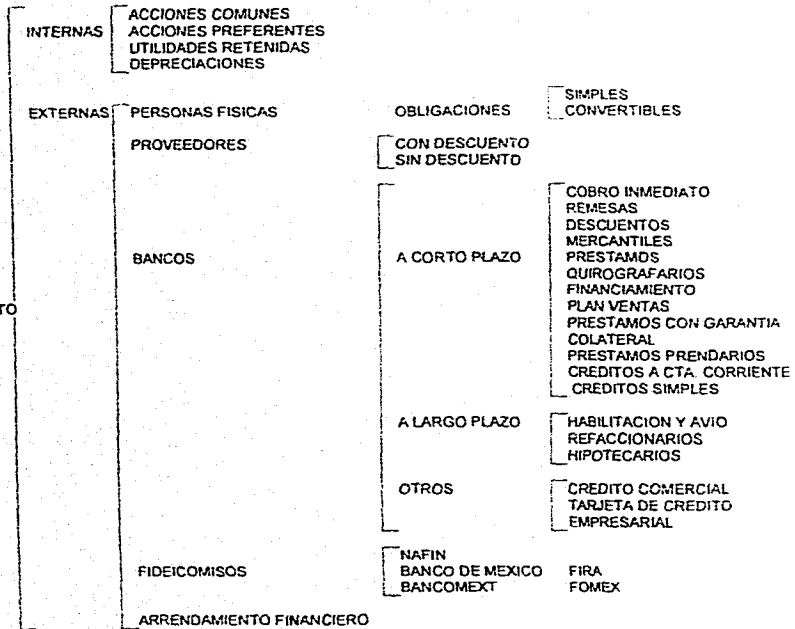 ACCIONES COMUNES
INTERNAS ACCIONES PREFERENTES
UTILIDADES RETENIDAS
DEPRECIACIONES
SIMPLES
EXTERNAS PERSONAS FISICAS OBLIGACIONES CONVERTIBLES
PROVEEDORES CON DESCUENTO
SIN DESCUENTO
COBRO INMEDIATO
REMESAS
DESCUENTOS
MERCANTILES
BANCOS A CORTO PLAZO PRESTAMOS
QUIROGRAFARIOS
FINANCIAMIENTO
PLAN VENTAS
TO
PRESTAMOS CON GARANTIA
COLATERAL
PRESTAMOS PRENDARIOS
CREDITOS A CTA. CORRIENTE
CREDITOS SIMPLES
A LARGO PLAZO HABILITACION Y AVIO
REFACCIONARIOS
HIPOTECARIOS
OTROS CREDITO COMERCIAL
TARJETA DE CREDITO
EMPRESARIAL
NAFIN
FIDEICOMISOS BANCO DE MEXICO FIRA
BANCOMEXT FOMEX
ARRENDAMIENTO FINANCIERO